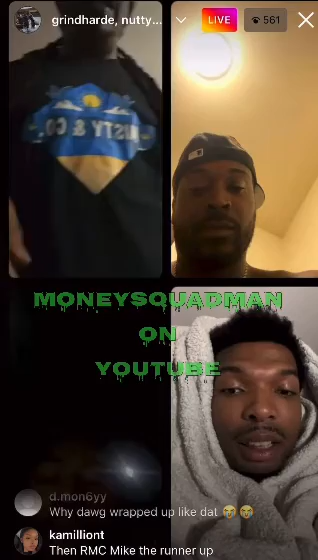 grindharde, nutty...
LIVE
561
MONEYSQUADMAN
ON
YOUTUBE
d.mon6yy
Why dawg wrapped up like dat 😭😭
kamilliont
Then RMC Mike the runner up